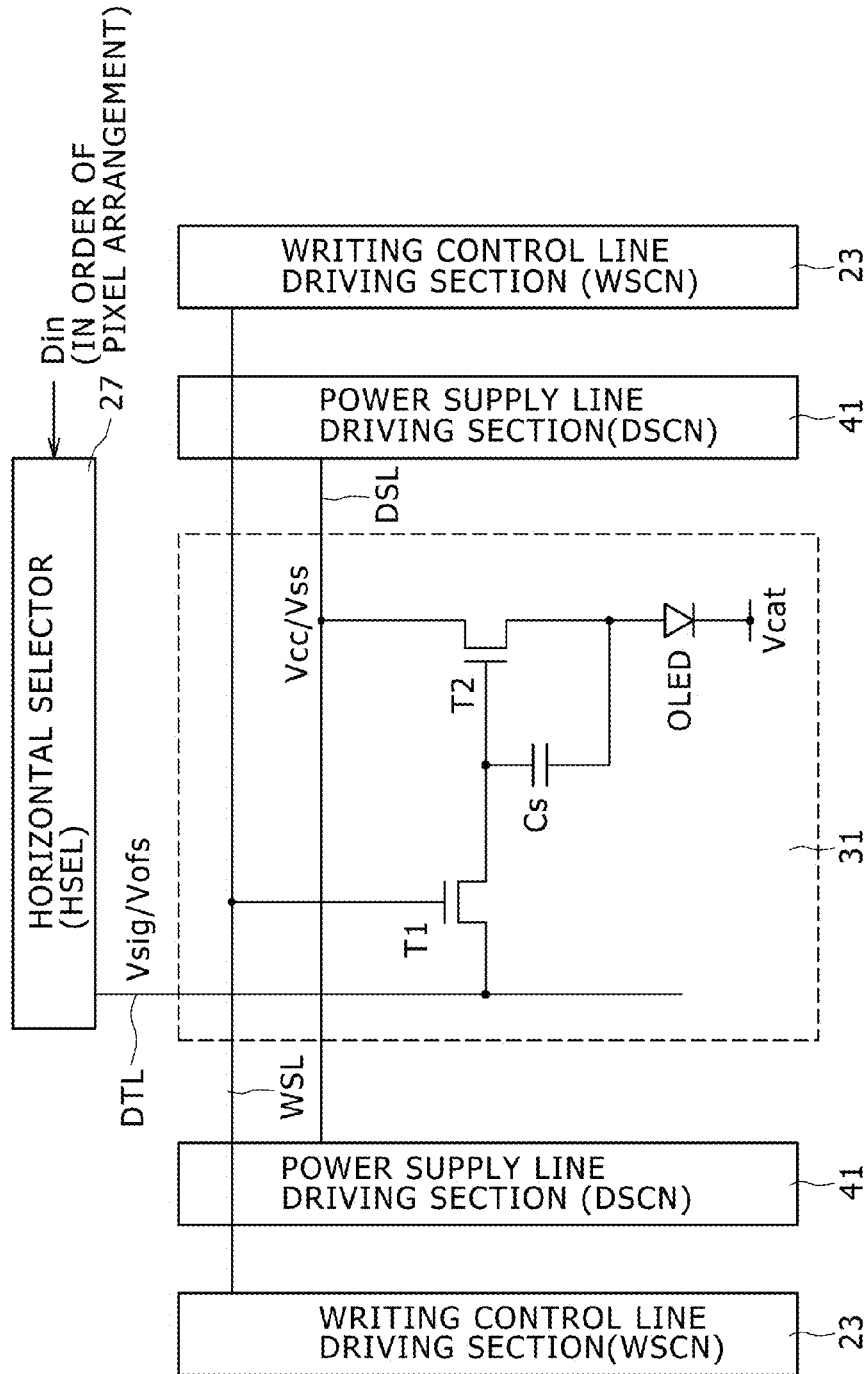 HORIZONTAL SELECTOR
(HSEL)
27
Din
(IN ORDER OF
PIXEL ARRANGEMENT)
DTL
Vsig/Vofs
WSL
Vcc/Vss
DSL
WRITING CONTROL LINE
DRIVING SECTION(WSCN)
23
POWER SUPPLY LINE
DRIVING SECTION (DSCN)
41
T1
Cs
T2
OLED
Vcat
31
POWER SUPPLY LINE
DRIVING SECTION(DSCN)
41
WRITING CONTROL LINE
DRIVING SECTION (WSCN)
23